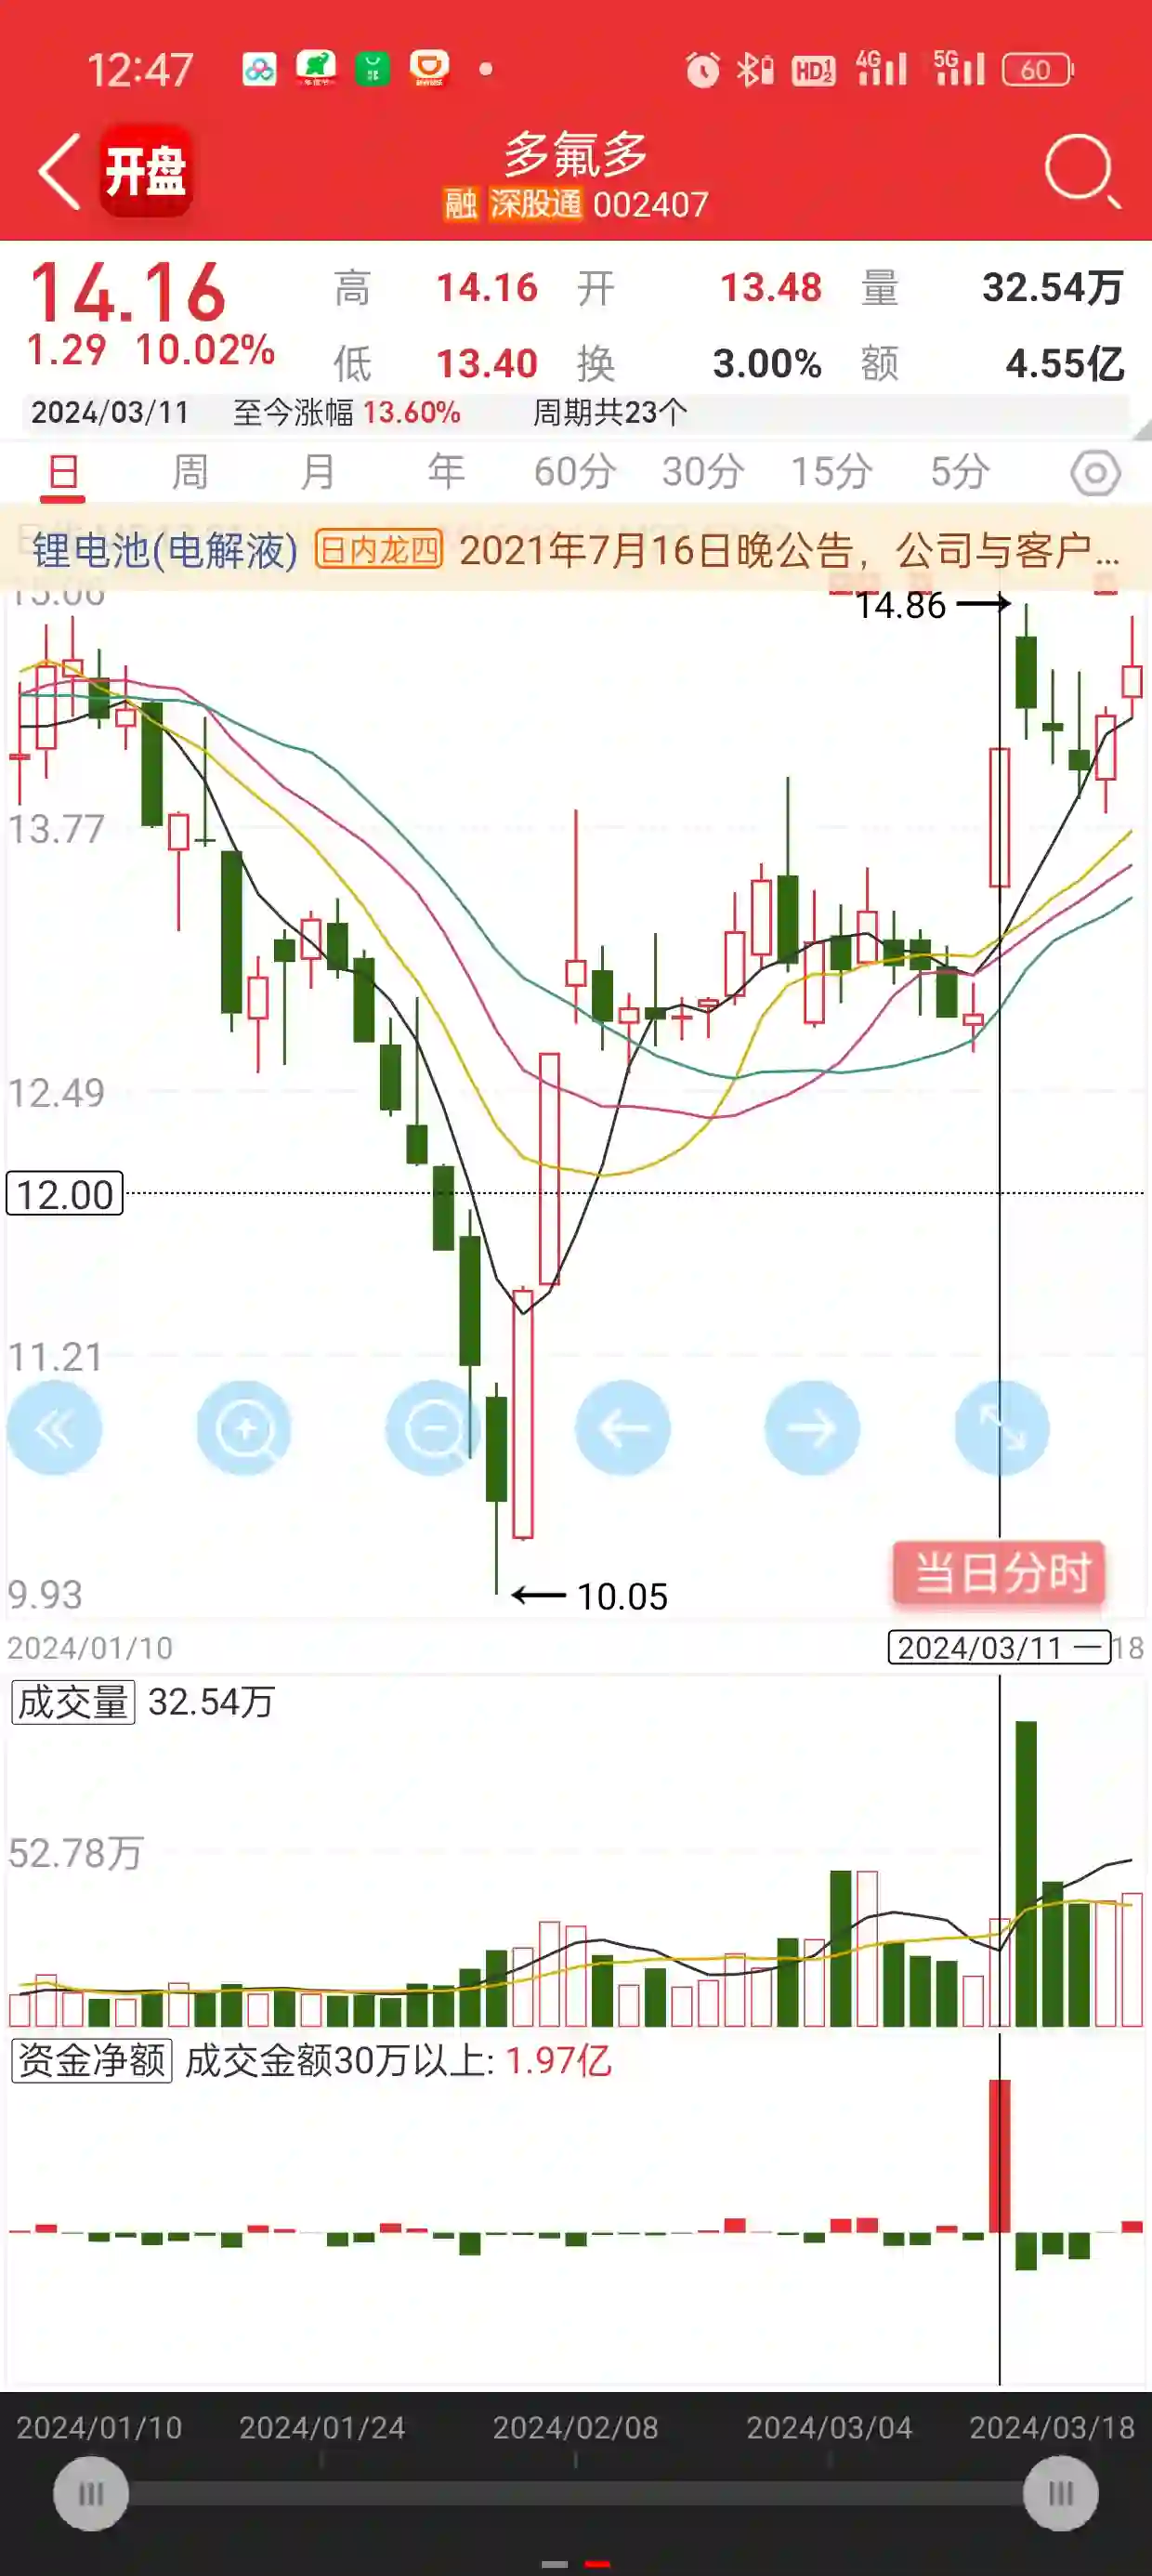 12:47 HD1 2 4G 5G 60
开盘 多氟多
融 深股通 002407
14.16 高 14.16 开 13.48 量 32.54万
1.29 10.02% 低 13.40 换 3.00% 额 4.55亿
2024/03/11 至今涨幅 13.60% 周期共23个
日 周 月 年 60分 30分 15分 5分
锂电池(电解液) 日内龙四 2021年7月16日晚公告，公司与客户...
15.06
14.86
13.77
12.49
12.00
11.21
当日分时
9.93 10.05
2024/01/10 2024/03/11 一 18
成交量 32.54万
52.78万
资金净额 成交金额30万以上: 1.97亿
2024/01/10 2024/01/24 2024/02/08 2024/03/04 2024/03/18